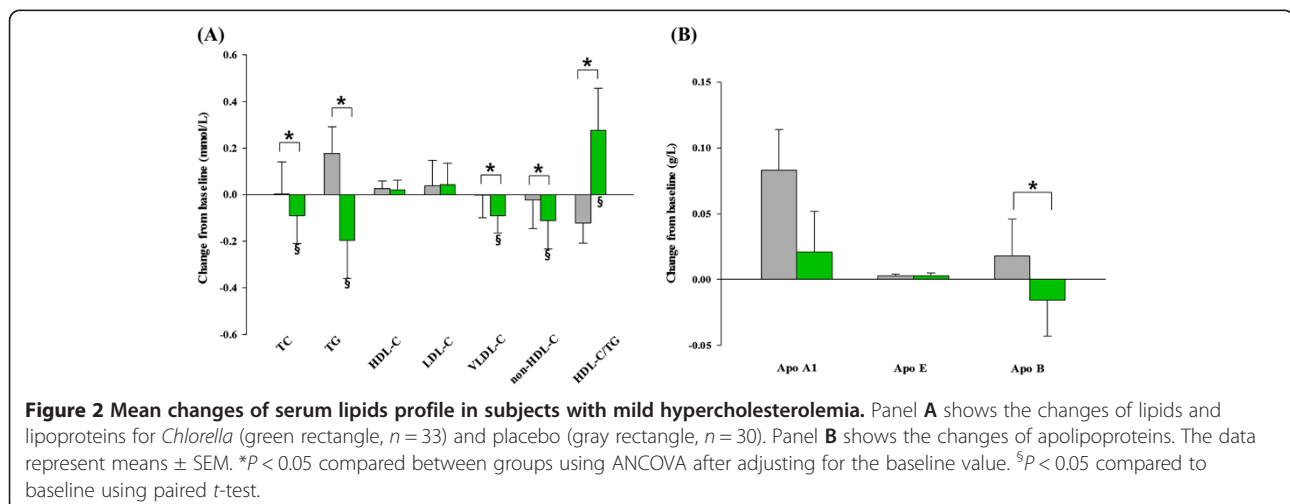 (A)
(B)
Change from baseline (mmol/L)
0.6
0.4
0.2
0.0
-0.2
-0.4
-0.6
* * * * *
§ § § § §
TC TG HDL-C LDL-C VLDL-C non-HDL-C HDL-C/TG
Change from baseline (g/L)
0.15
0.10
0.05
0.00
-0.05
*
Apo A1 Apo E Apo B
Figure 2 Mean changes of serum lipids profile in subjects with mild hypercholesterolemia. Panel A shows the changes of lipids and
lipoproteins for Chlorella (green rectangle, n = 33) and placebo (gray rectangle, n = 30). Panel B shows the changes of apolipoproteins. The data
represent means ± SEM. *P < 0.05 compared between groups using ANCOVA after adjusting for the baseline value. §P < 0.05 compared to
baseline using paired t-test.